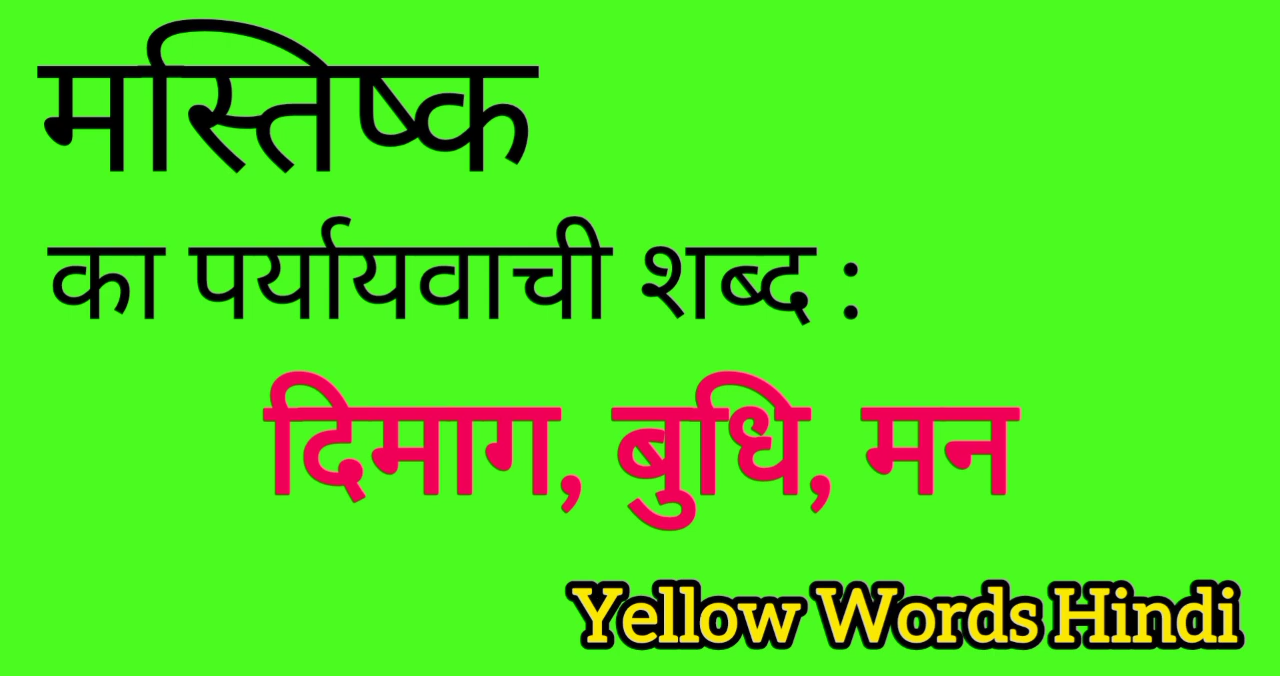 मस्तिष्क
का पर्यायवाची शब्द :
दिमाग, बुधि, मन
Yellow Words Hindi